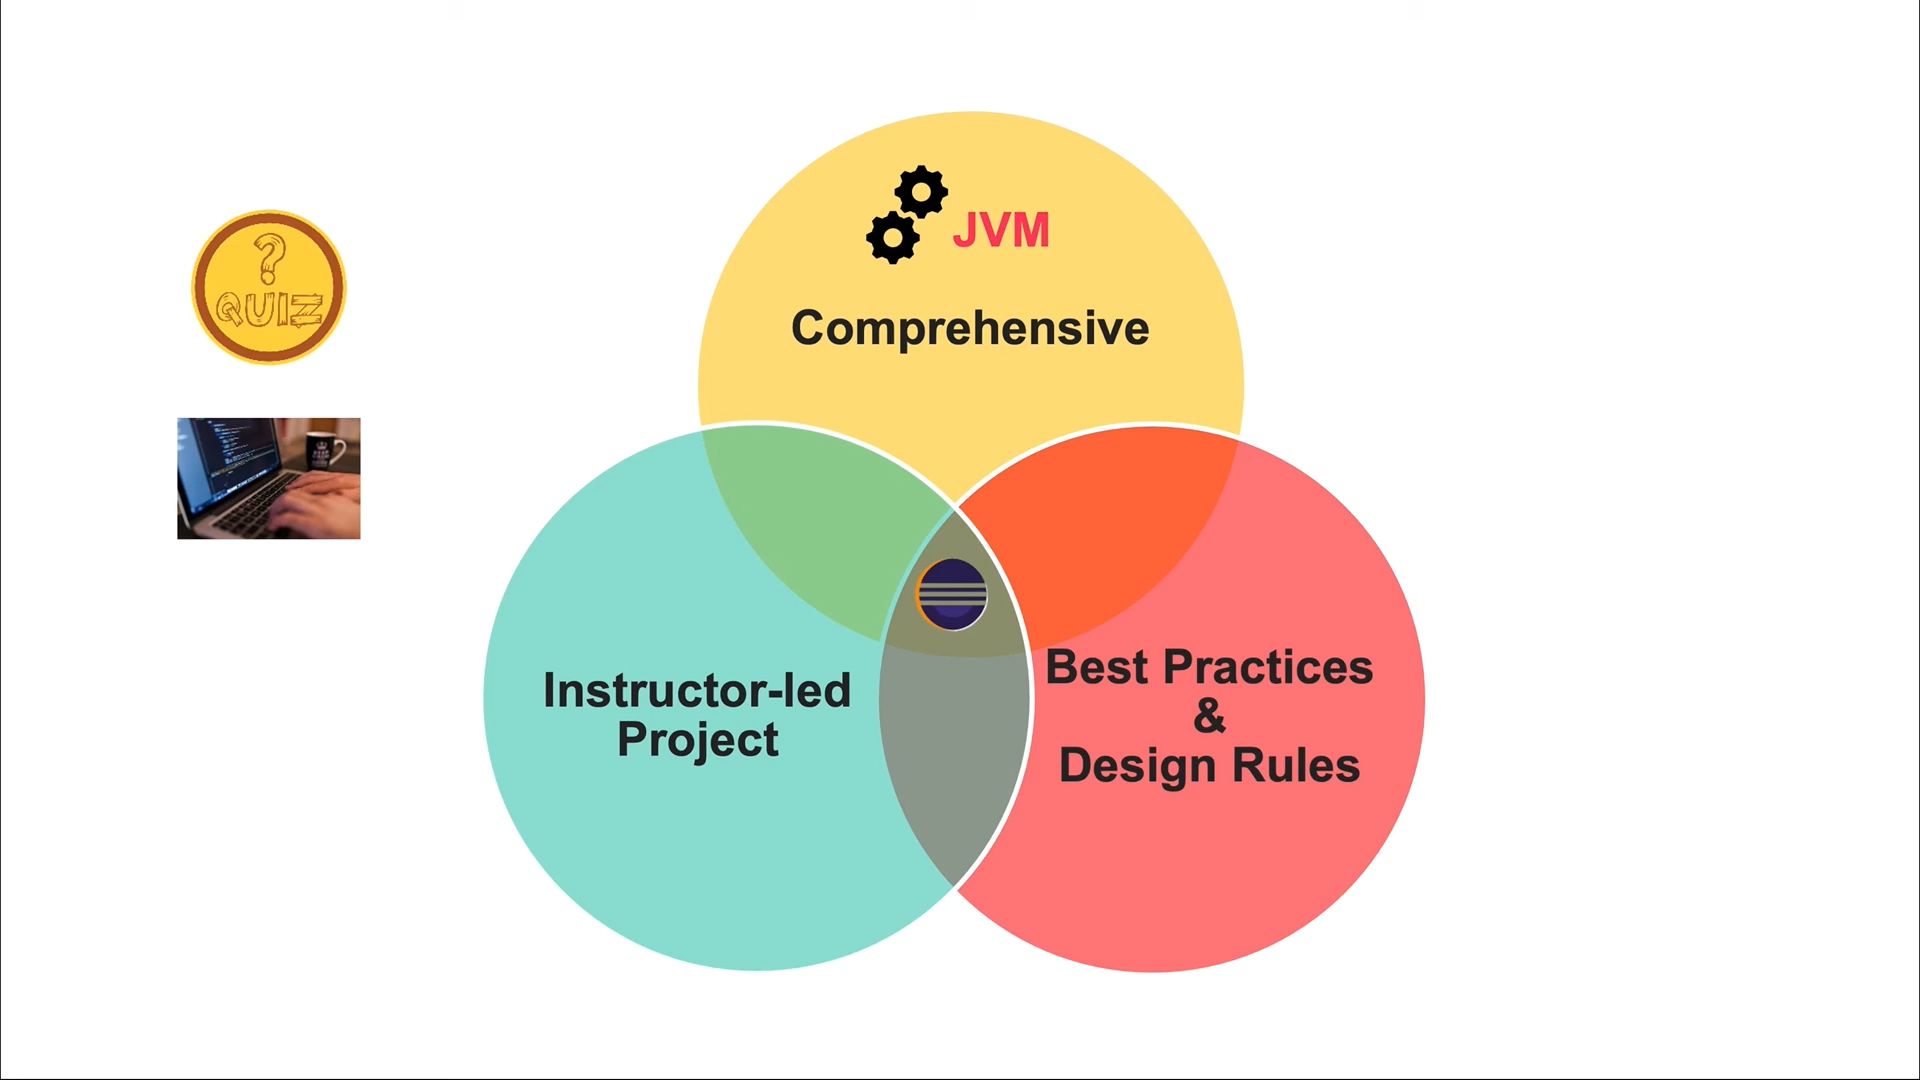 JVM
Comprehensive
?
QUIZ
Instructor-led
Project
Best Practices
&
Design Rules